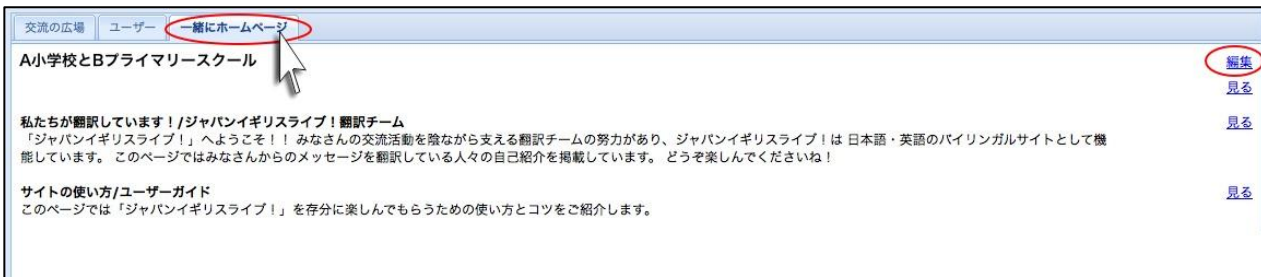 交流の広場 ユーザー 一緒にホームページ
A小学校とBプライマリースクール 編集
見る
私たちが翻訳しています！/ジャパンイギリスライブ！翻訳チーム 見る
「ジャパンイギリスライブ！」へようこそ！！ みなさんの交流活動を陰ながら支える翻訳チームの努力があり、ジャパンイギリスライブ！は 日本語・英語のバイリンガルサイトとして機
能しています。 このページではみなさんからのメッセージを翻訳している人々の自己紹介を掲載しています。 どうぞ楽しんでくださいね！
サイトの使い方/ユーザーガイド 見る
このページでは「ジャパンイギリスライブ！」を存分に楽しんでもらうための使い方とコツをご紹介します。